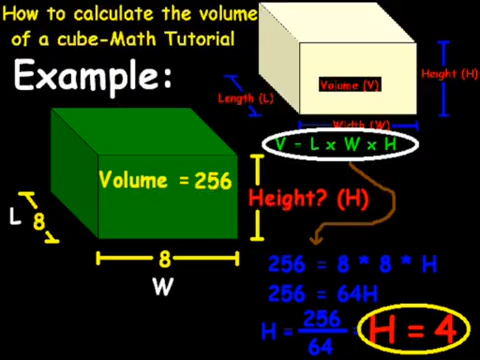 How to calculate the volume
of a cube-Math Tutorial
Example:
Volume (V)
Height (H)
Length (L)
Width (W)
V = L x W x H
Volume = 256
Height? (H)
L
8
8
W
256 = 8 * 8 * H
256 = 64H
H = 256 = H = 4
64